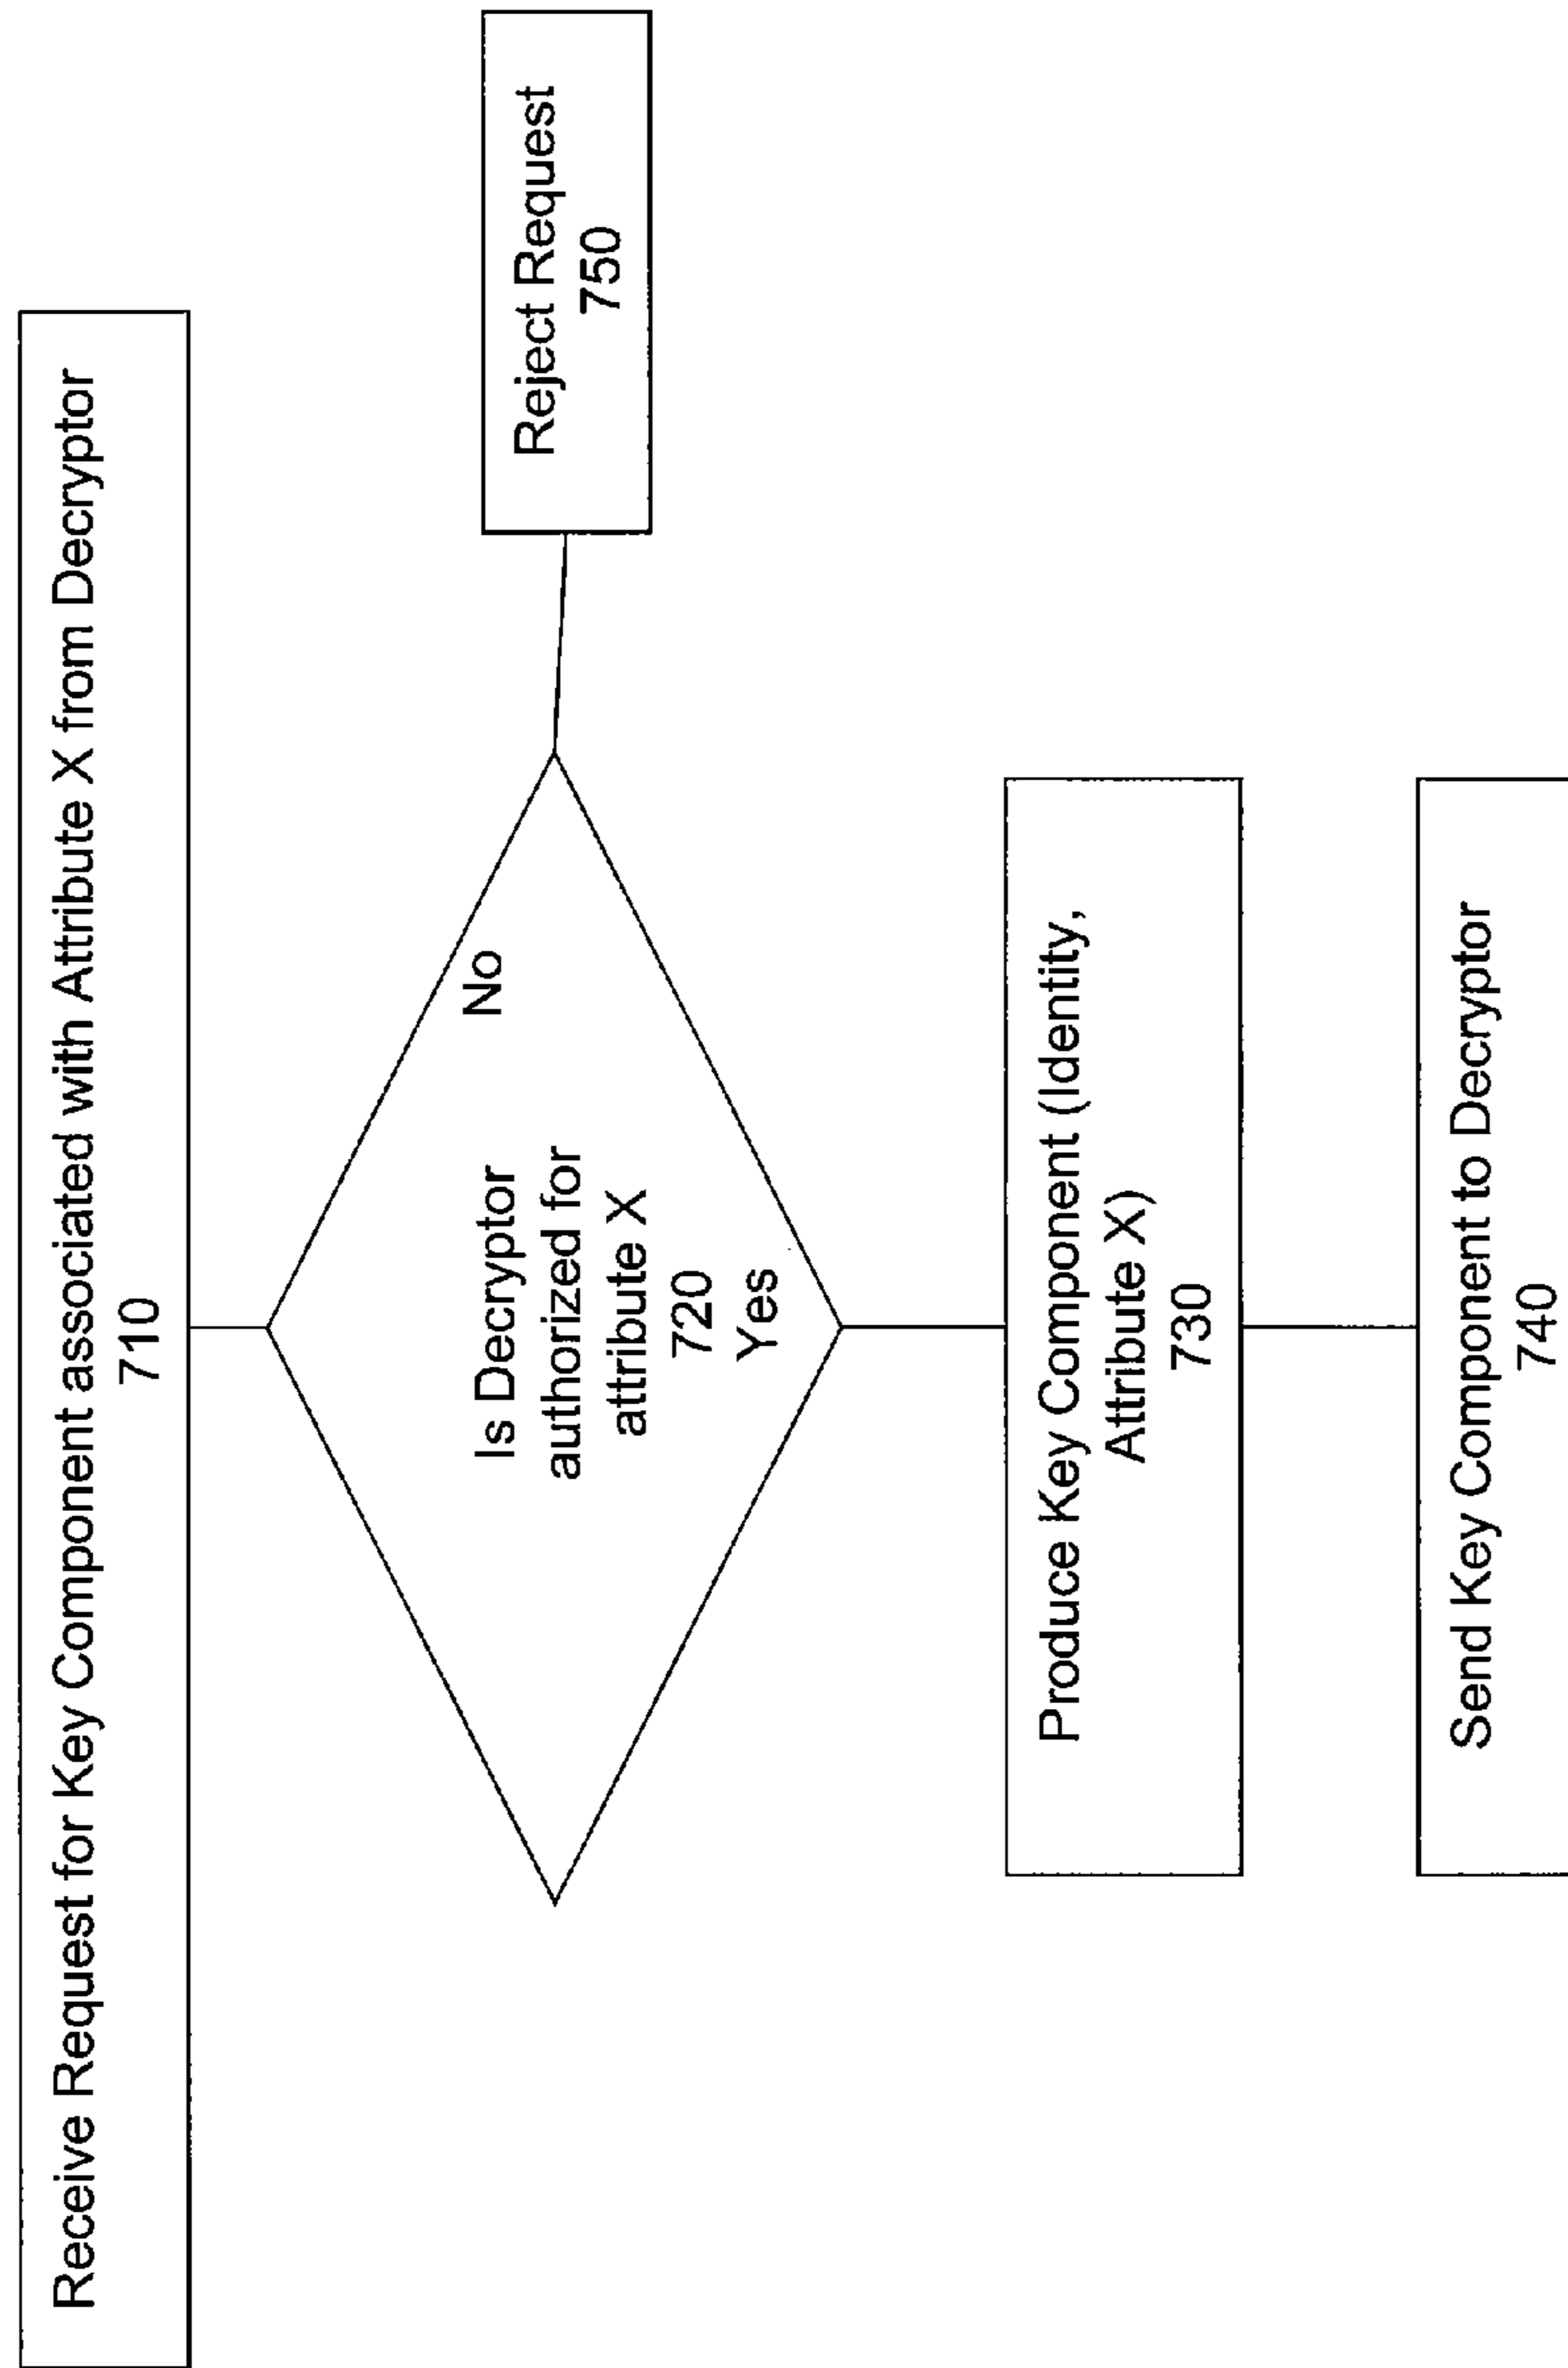 Receive Request for Key Component associated with Attribute X from Decryptor
710
Is Decryptor
authorized for
attribute X
720
Yes
No
Reject Request
750
Produce Key Component (Identity,
Attribute X)
730
Send Key Component to Decryptor
740